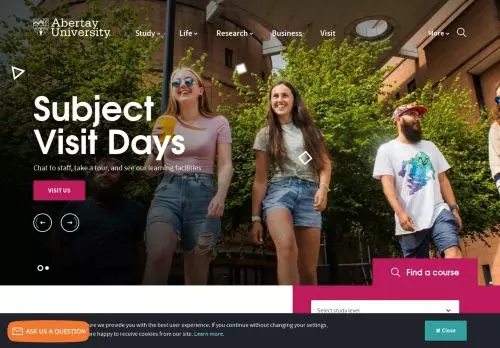 Abertay
University.
Study Life Research Business Visit More
Subject
Visit Days
Chat to staff, take a tour, and see our learning facilities
VISIT US
Find a course
Select study level
ASK US A QUESTION
ure we provide you with the best user experience. If you continue without changing your settings,
are happy to receive cookies from our site. Learn more.
✖ Close